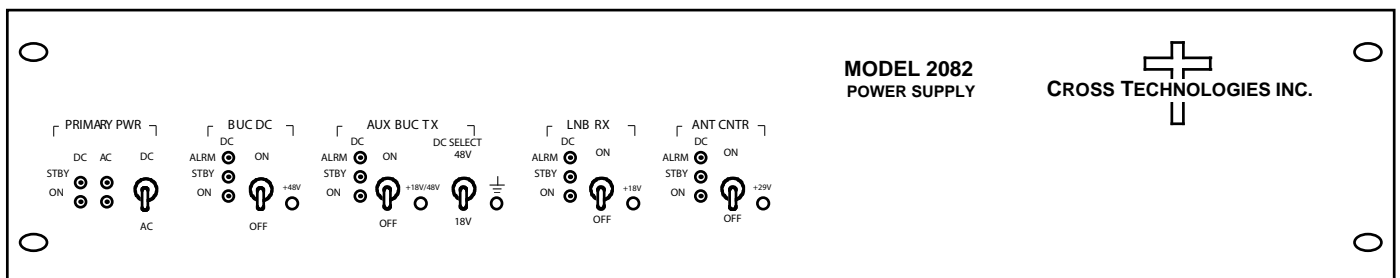 MODEL 2082
POWER SUPPLY
CROSS TECHNOLOGIES INC.
PRIMARY PWR
DC AC DC
STBY
ON
AC
BUC DC
DC
ALRM ON
STBY
ON +48V
OFF
AUX BUC TX
DC
ALRM ON
STBY
ON +18V/48V
OFF
DC SELECT
48V
18V
LNB RX
DC
ALRM ON
STBY
ON +18V
OFF
ANT CNTR
DC
ALRM ON
STBY
ON +29V
OFF